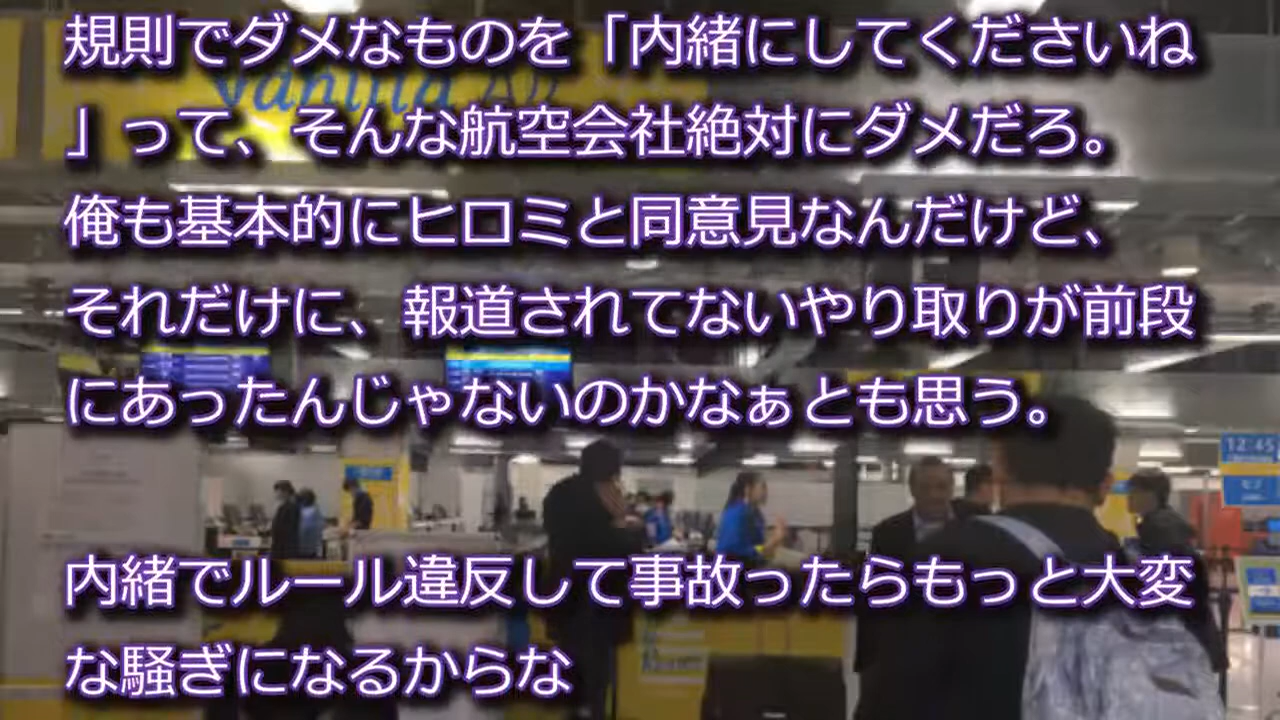 規則でダメなものを「内緒にしてくださいね
」って、そんな航空会社絶対にダメだろ。
俺も基本的にヒロミと同意見なんだけど、
それだけに、報道されてないやり取りが前段
にあったんじゃないのかなぁとも思う。
内緒でルール違反して事故ったらもっと大変
な騒ぎになるからな
Vanilla Air
12:45